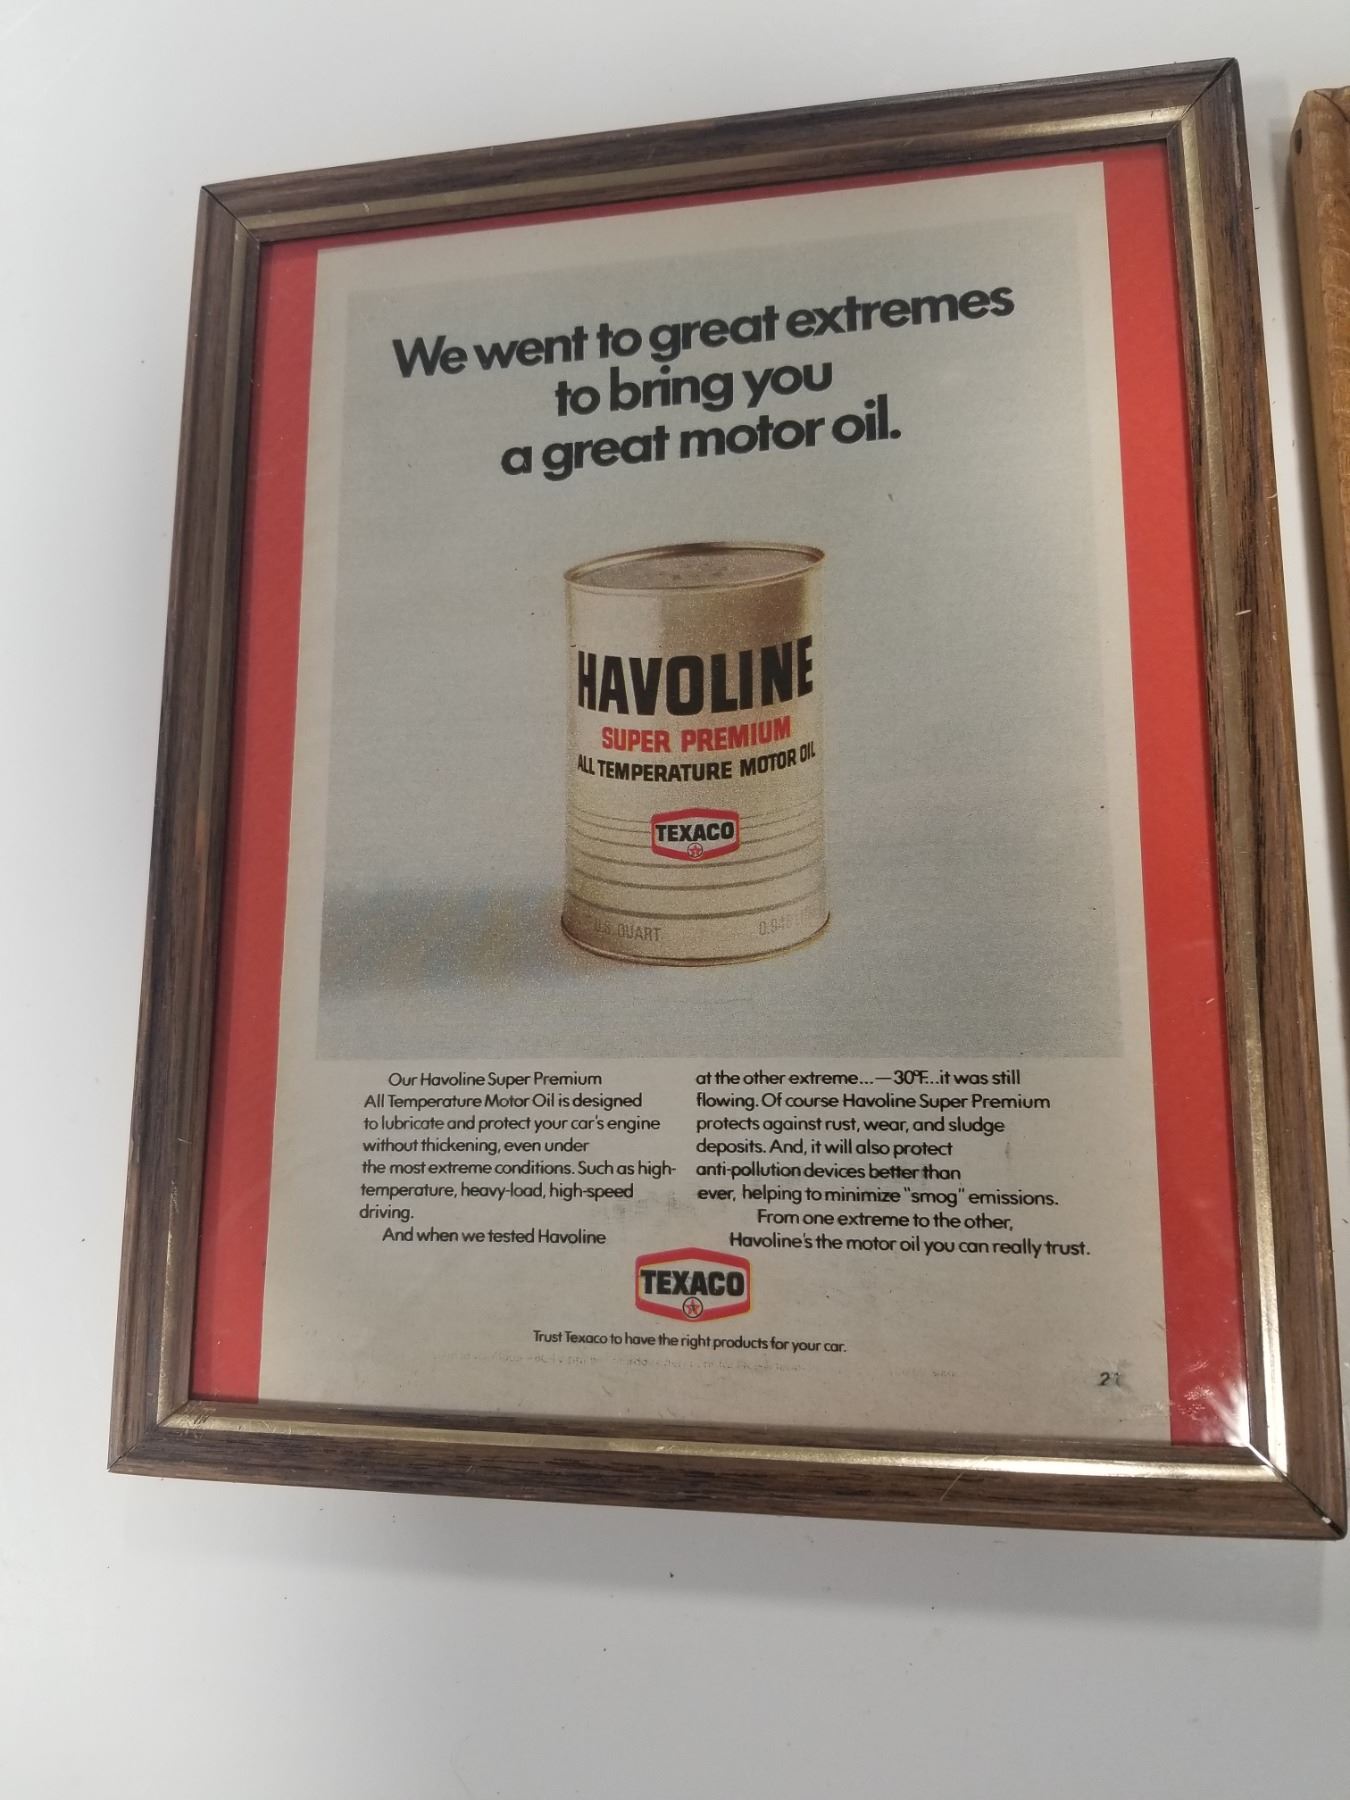 We went to great extremes
to bring you
a great motor oil.
HAVOLINE
SUPER PREMIUM
ALL TEMPERATURE MOTOR OIL
TEXACO
U.S. QUART
Our Havoline Super Premium
All Temperature Motor Oil is designed
to lubricate and protect your car's engine
without thickening, even under
the most extreme conditions. Such as high-
temperature, heavy-load, high-speed
driving.
And when we tested Havoline
at the other extreme...—30°F...it was still
flowing. Of course Havoline Super Premium
protects against rust, wear, and sludge
deposits. And, it will also protect
anti-pollution devices better than
ever, helping to minimize "smog" emissions.
From one extreme to the other,
Havoline's the motor oil you can really trust.
TEXACO
Trust Texaco to have the right products for your car.